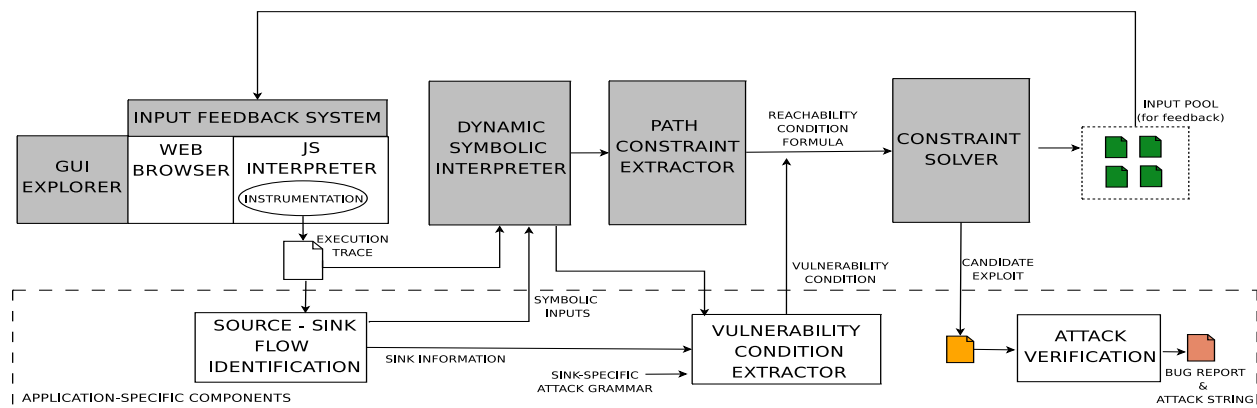 INPUT FEEDBACK SYSTEM
GUI
EXPLORER
WEB
BROWSER
JS
INTERPRETER
INSTRUMENTATION
EXECUTION
TRACE
DYNAMIC
SYMBOLIC
INTERPRETER
PATH
CONSTRAINT
EXTRACTOR
REACHABILITY
CONDITION
FORMULA
CONSTRAINT
SOLVER
INPUT POOL
(for feedback)
VULNERABILITY
CONDITION
CANDIDATE
EXPLOIT
SYMBOLIC
INPUTS
SOURCE - SINK
FLOW
IDENTIFICATION
SINK INFORMATION
SINK-SPECIFIC
ATTACK GRAMMAR
VULNERABILITY
CONDITION
EXTRACTOR
ATTACK
VERIFICATION
BUG REPORT
&
ATTACK STRING
APPLICATION-SPECIFIC COMPONENTS